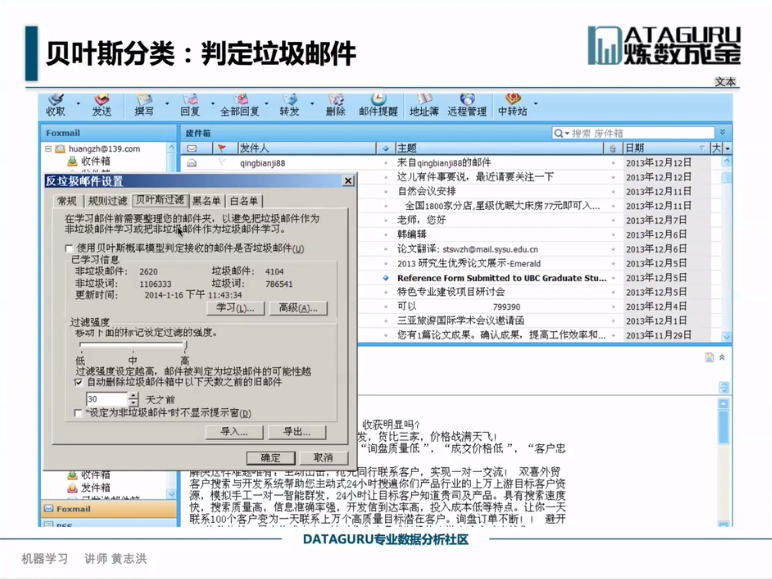 贝叶斯分类：判定垃圾邮件
DATAGURU
炼数成金
文本
收取 发送 撰写 回复 全部回复 转发 删除 邮件提醒 地址簿 远程管理 中转站
Foxmail
废件箱
搜索 废件箱
huangzh@139.com
收件箱
发件人 主题 日期 大
qingbianji88 来自qingbianji88的邮件 2013年12月12日
这儿有件事要说，最近请要关注一下 2013年12月12日
自然会议安排 2013年12月11日
全国1800家分店,星级优眠大床房77元即可入... 2013年12月11日
老师，您好 2013年12月7日
韩编辑 2013年12月6日
论文翻译: stswzh@mail.sysu.edu.cn 2013年12月6日
2013 研究生优秀论文展示-Emerald 2013年12月5日
Reference Form Submitted to UBC Graduate Stu... 2013年12月5日
特色专业建设项目研讨会 2013年12月5日
可以 799390 2013年12月4日
三亚旅游国际学术会议邀请函 2013年12月1日
您有1篇论文成果。确认成果，提高工作效率和... 2013年11月29日
反垃圾邮件设置
常规 规则过滤 贝叶斯过滤 黑名单 白名单
在学习邮件前需要整理您的邮件夹，以避免把垃圾邮件作为
非垃圾邮件学习或把非垃圾邮件作为垃圾邮件学习。
使用贝叶斯概率模型判定接收的邮件是否垃圾邮件(U)
已学习信息
非垃圾邮件: 2620 垃圾邮件: 4104
非垃圾词: 1106333 垃圾词: 786541
更新时间: 2014-1-16 下午 11:43:34
学习(L)... 高级(A)...
过滤强度
移动下面的标记设定过滤的强度。
低 中 高
过滤强度设定越高，邮件被判定为垃圾邮件的可能性越
自动删除垃圾邮件箱中以下天数之前的旧邮件
30 天之前
"设定为非垃圾邮件"时不显示提示窗(D)
导入... 导出...
确定 取消
收获明显吗?
发，货比三家，价格战满天飞!
“询盘质量低”，“成交价格低”，“客户忠
同行联系客户，实现一对一交流! 双喜外贸
客户搜索与开发系统帮助您主动式24小时搜遍你们产品行业的上万上游目标客户资
源，模拟手工一对一智能群发，24小时让目标客户知道贵司及产品。具有搜索速度
快，搜索质量高，信息准确率强，开发信到达率高，投入成本低等特点。让你一天
联系100个客户变为一天联系上万个高质量目标潜在客户。询盘订单不断!! 避开
收件箱
发件箱
Foxmail
RSS
DATAGURU专业数据分析社区
机器学习 讲师 黄志洪